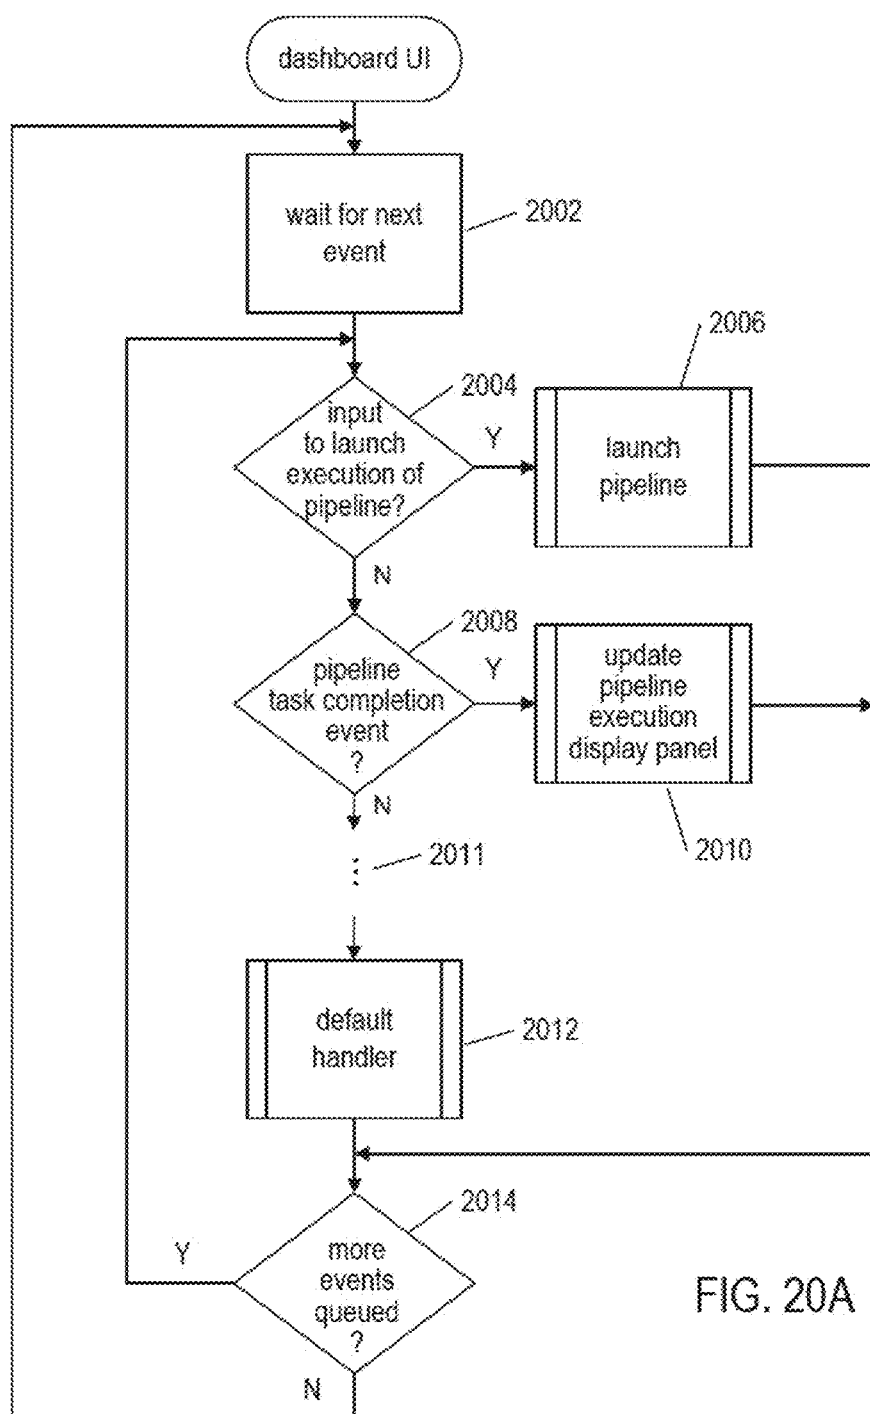 dashboard UI
wait for next
event
2002
2006
2004
input
to launch
execution of
pipeline?
Y
launch
pipeline
N
2008
pipeline
task completion
event
?
Y
update
pipeline
execution
display panel
N
2010
2011
default
handler
2012
2014
more
events
queued
?
Y
N
FIG. 20A